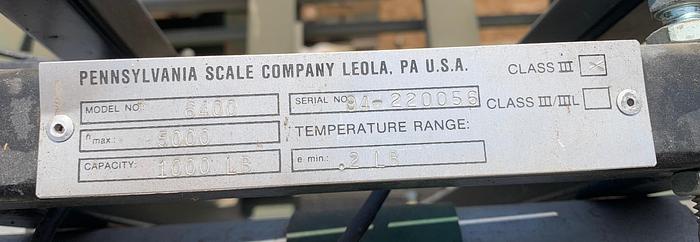 PENNSYLVANIA SCALE COMPANY LEOLA, PA U.S.A.
CLASS III X
MODEL NO. 6400
SERIAL NO. 94-220056
CLASS III/IIIL
n max.: 5000
TEMPERATURE RANGE:
CAPACITY: 1000 LB
e min.: .2 LB